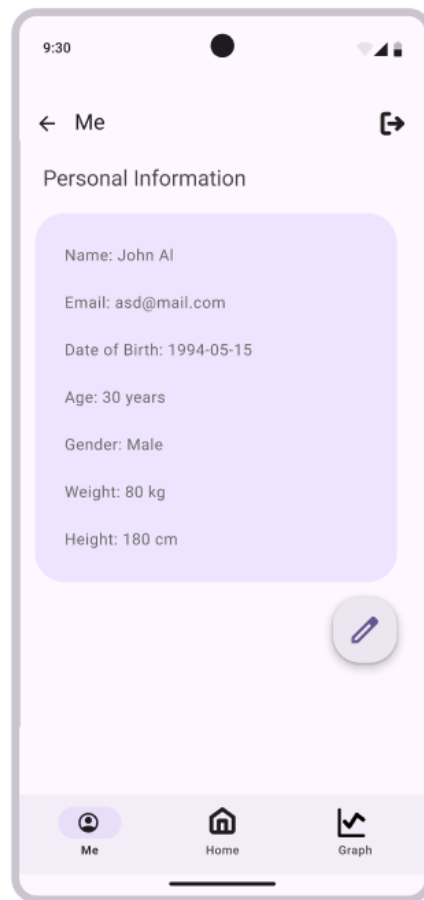 9:30
Me
Personal Information
Name: John Al
Email: asd@mail.com
Date of Birth: 1994-05-15
Age: 30 years
Gender: Male
Weight: 80 kg
Height: 180 cm
Me Home Graph